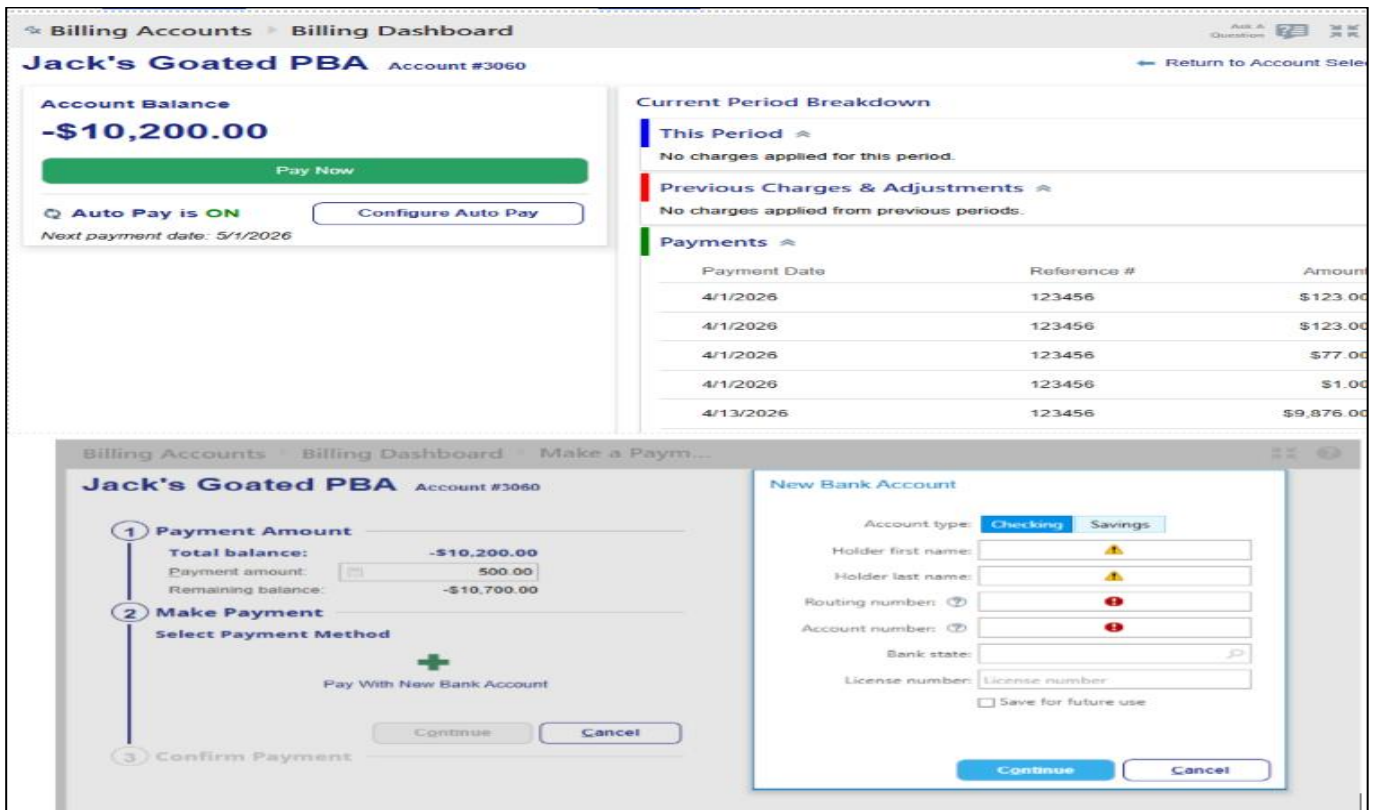 Billing Accounts Billing Dashboard
Ask A
Question
Jack's Goated PBA Account #3060
Return to Account Selec
Account Balance
-$10,200.00
Pay Now
Auto Pay is ON Configure Auto Pay
Next payment date: 5/1/2026
Current Period Breakdown
This Period
No charges applied for this period.
Previous Charges & Adjustments
No charges applied from previous periods.
Payments
Payment Date Reference # Amount
4/1/2026 123456 $123.00
4/1/2026 123456 $123.00
4/1/2026 123456 $77.00
4/1/2026 123456 $1.00
4/13/2026 123456 $9,876.00
Billing Accounts Billing Dashboard Make a Paym...
Jack's Goated PBA Account #3060
1 Payment Amount
Total balance: -$10,200.00
Payment amount: 500.00
Remaining balance: -$10,700.00
2 Make Payment
Select Payment Method
Pay With New Bank Account
Continue Cancel
3 Confirm Payment
New Bank Account
Account type: Checking Savings
Holder first name:
Holder last name:
Routing number: ?
Account number: ?
Bank state:
License number: License number
Save for future use
Continue Cancel